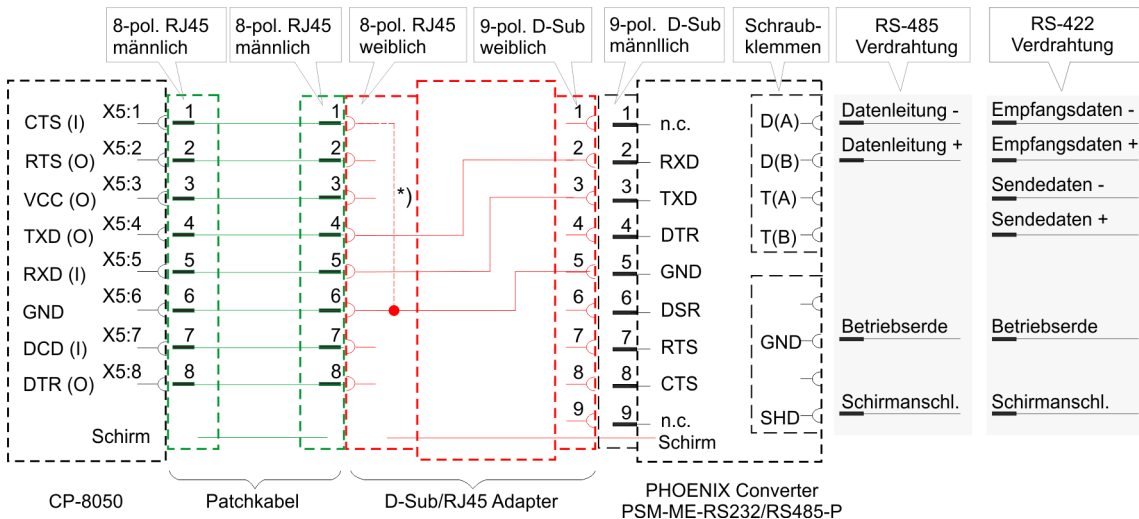 8-pol. RJ45
männlich
8-pol. RJ45
männlich
8-pol. RJ45
weiblich
9-pol. D-Sub
weiblich
9-pol. D-Sub
männllich
Schraub-
klemmen
RS-485
Verdrahtung
RS-422
Verdrahtung
CTS (I) X5:1 1 1 1 1 n.c. D(A) Datenleitung - Empfangsdaten -
RTS (O) X5:2 2 2 2 2 RXD D(B) Datenleitung + Empfangsdaten +
VCC (O) X5:3 3 3 *) 3 3 TXD T(A) Sendedaten -
TXD (O) X5:4 4 4 4 4 DTR T(B) Sendedaten +
RXD (I) X5:5 5 5 5 5 GND
GND X5:6 6 6 6 6 DSR
DCD (I) X5:7 7 7 7 7 RTS GND Betriebserde Betriebserde
DTR (O) X5:8 8 8 8 8 CTS
9 9 n.c. SHD Schirmanschl. Schirmanschl.
Schirm Schirm
CP-8050
Patchkabel
D-Sub/RJ45 Adapter
PHOENIX Converter
PSM-ME-RS232/RS485-P